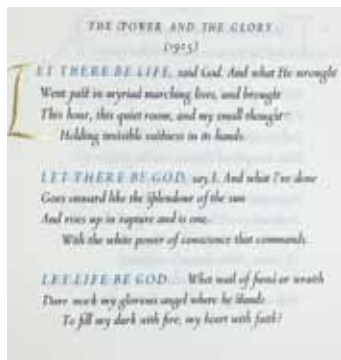 THE POWER AND THE GLORY
(1915)
LET THERE BE LIFE, said God. And what He wrought
Went past in myriad marching lives, and brought
This hour, this quiet room, and my small thought
Holding invisible vastness in its hands.
LET THERE BE GOD, say I. And what I've done
Goes onward like the splendour of the sun
And rises up in rapture and is one
With the white power of conscience that commands.
LET LIFE BE GOD.... What wail of fiend or wraith
Dare mock my glorious angel where he stands
To fill my dark with fire, my heart with faith?